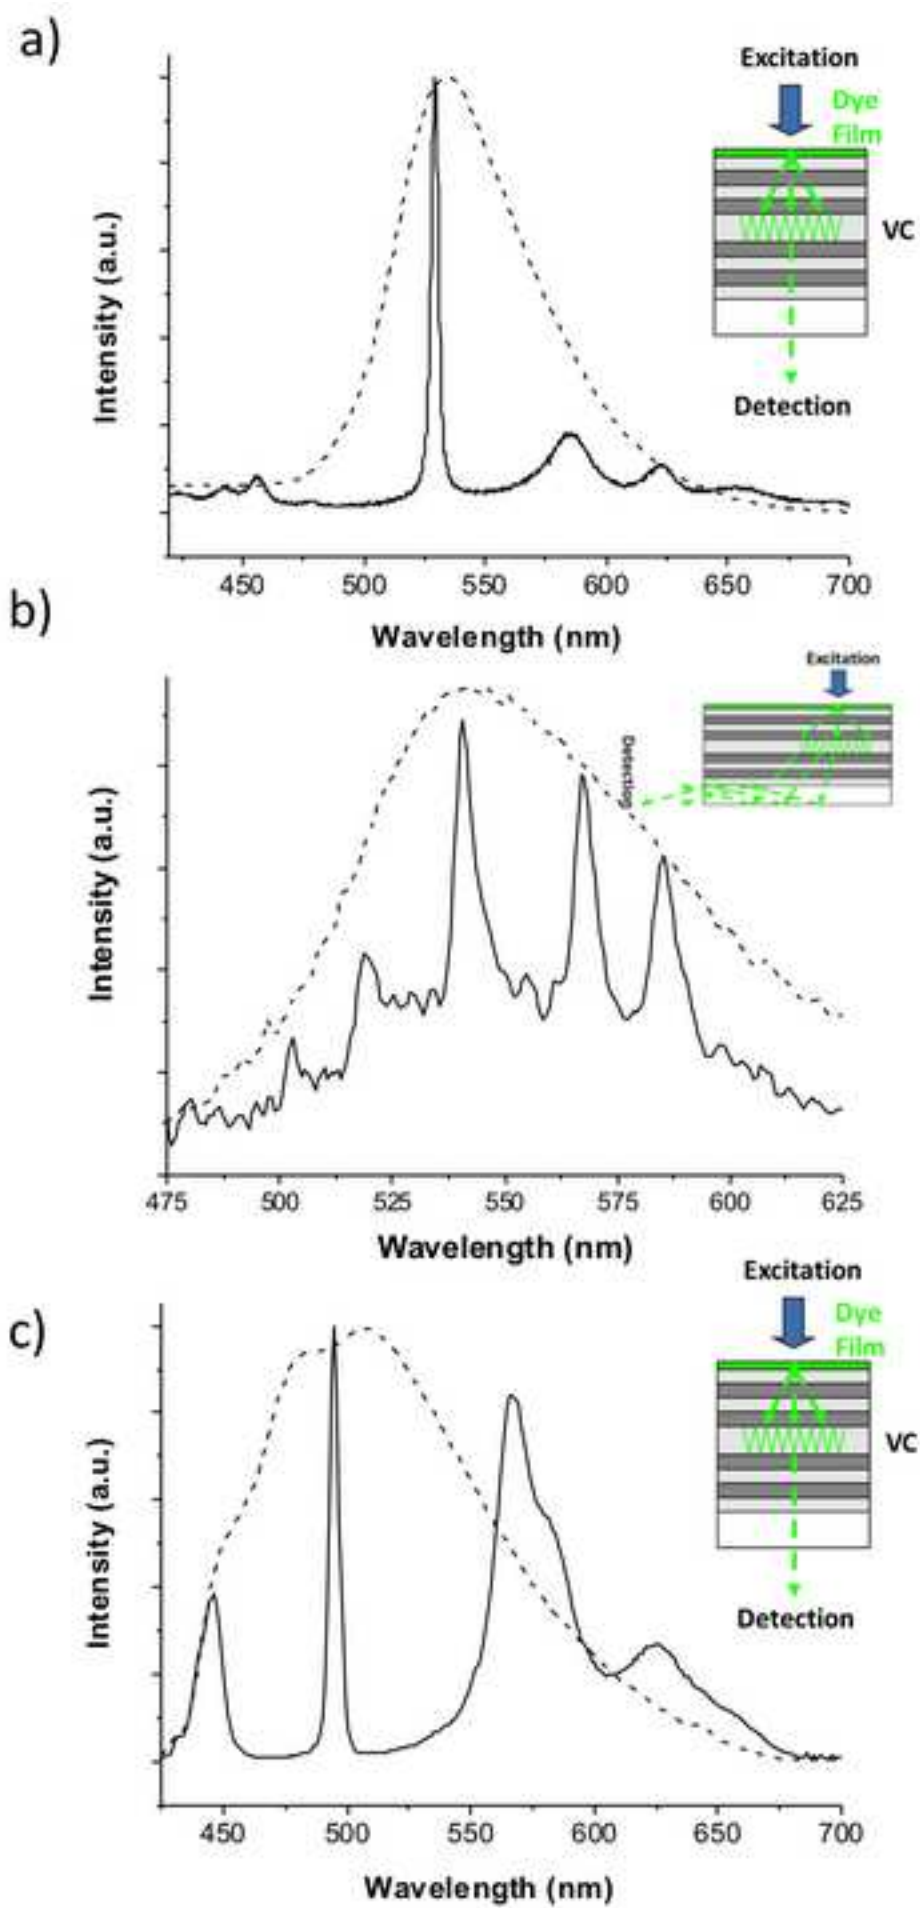 a)
Excitation
Dye
Film
VC
Detection
Intensity (a.u.)
450 500 550 600 650 700
Wavelength (nm)
b)
Excitation
Detection
Intensity (a.u.)
475 500 525 550 575 600 625
Wavelength (nm)
c)
Excitation
Dye
Film
VC
Detection
Intensity (a.u.)
450 500 550 600 650 700
Wavelength (nm)